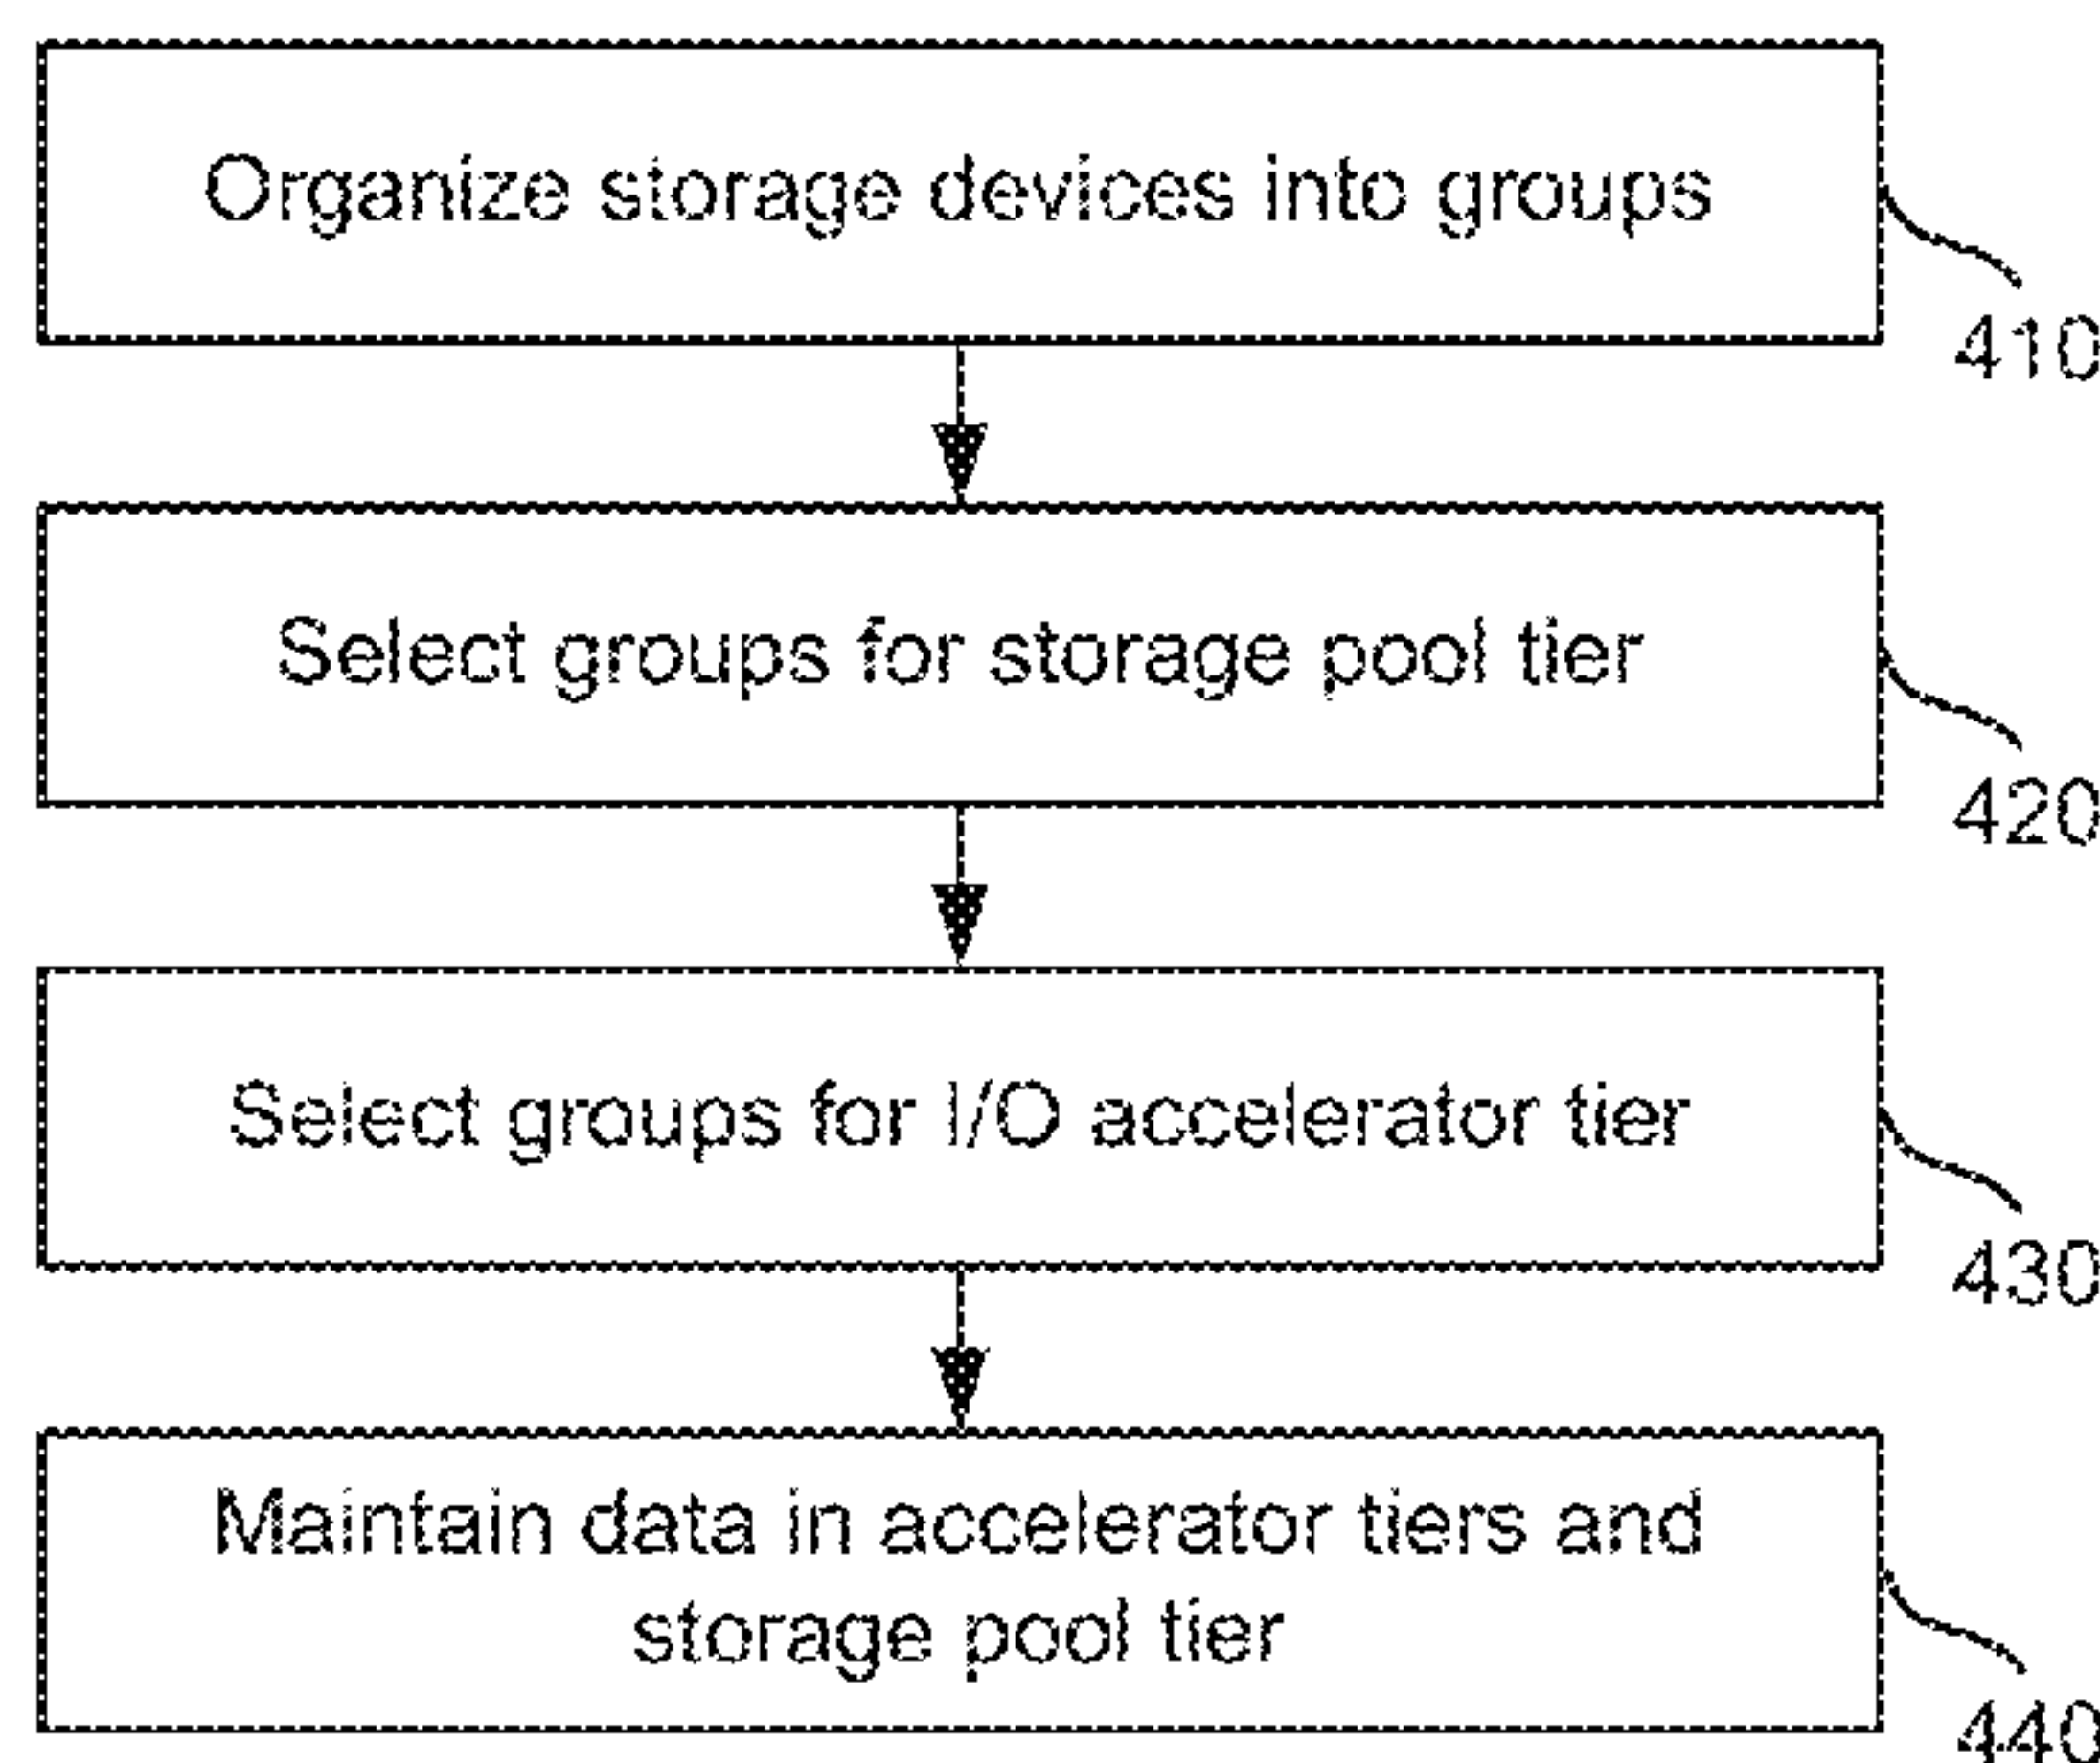 Organize storage devices into groups
410
Select groups for storage pool tier
420
Select groups for I/O accelerator tier
430
Maintain data in accelerator tiers and
storage pool tier
440